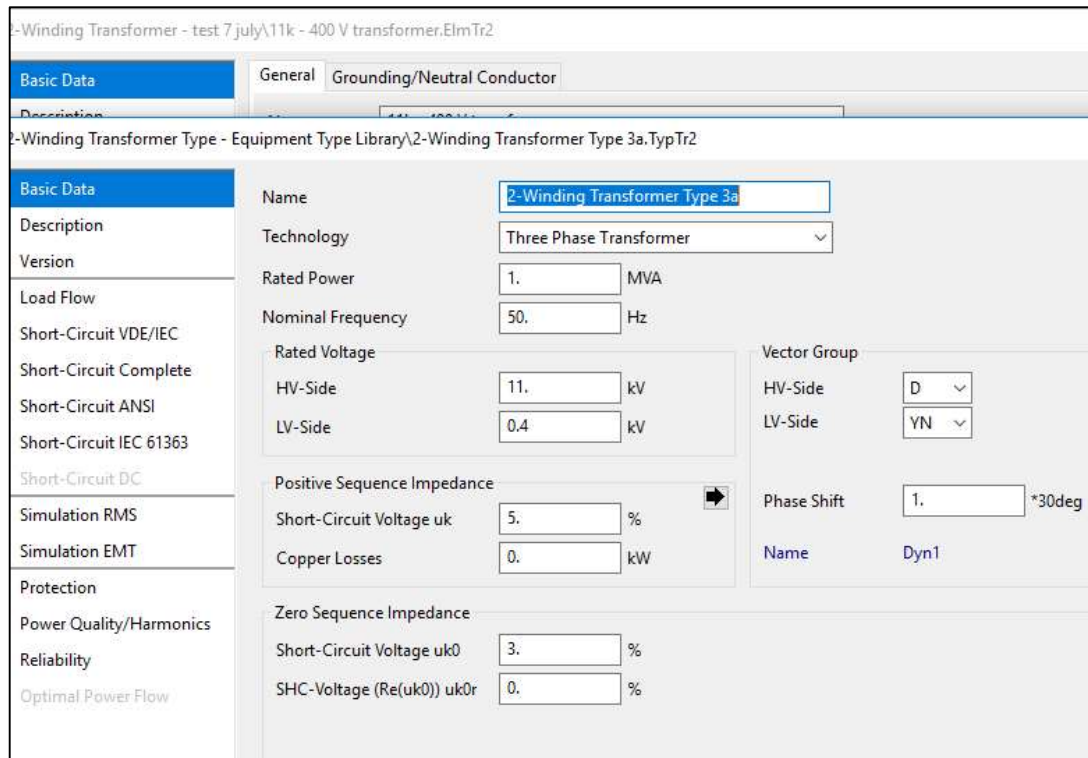 2-Winding Transformer - test 7 july\11k - 400 V transformer.ElmTr2
Basic Data
General
Grounding/Neutral Conductor
2-Winding Transformer Type - Equipment Type Library\2-Winding Transformer Type 3a.TypTr2
Basic Data
Description
Version
Load Flow
Short-Circuit VDE/IEC
Short-Circuit Complete
Short-Circuit ANSI
Short-Circuit IEC 61363
Short-Circuit DC
Simulation RMS
Simulation EMT
Protection
Power Quality/Harmonics
Reliability
Optimal Power Flow
Name 2-Winding Transformer Type 3a
Technology Three Phase Transformer
Rated Power 1. MVA
Nominal Frequency 50. Hz
Rated Voltage
HV-Side 11. kV
LV-Side 0.4 kV
Vector Group
HV-Side D
LV-Side YN
Positive Sequence Impedance
Short-Circuit Voltage uk 5. %
Copper Losses 0. kW
Phase Shift 1. *30deg
Name Dyn1
Zero Sequence Impedance
Short-Circuit Voltage uk0 3. %
SHC-Voltage (Re(uk0)) uk0r 0. %